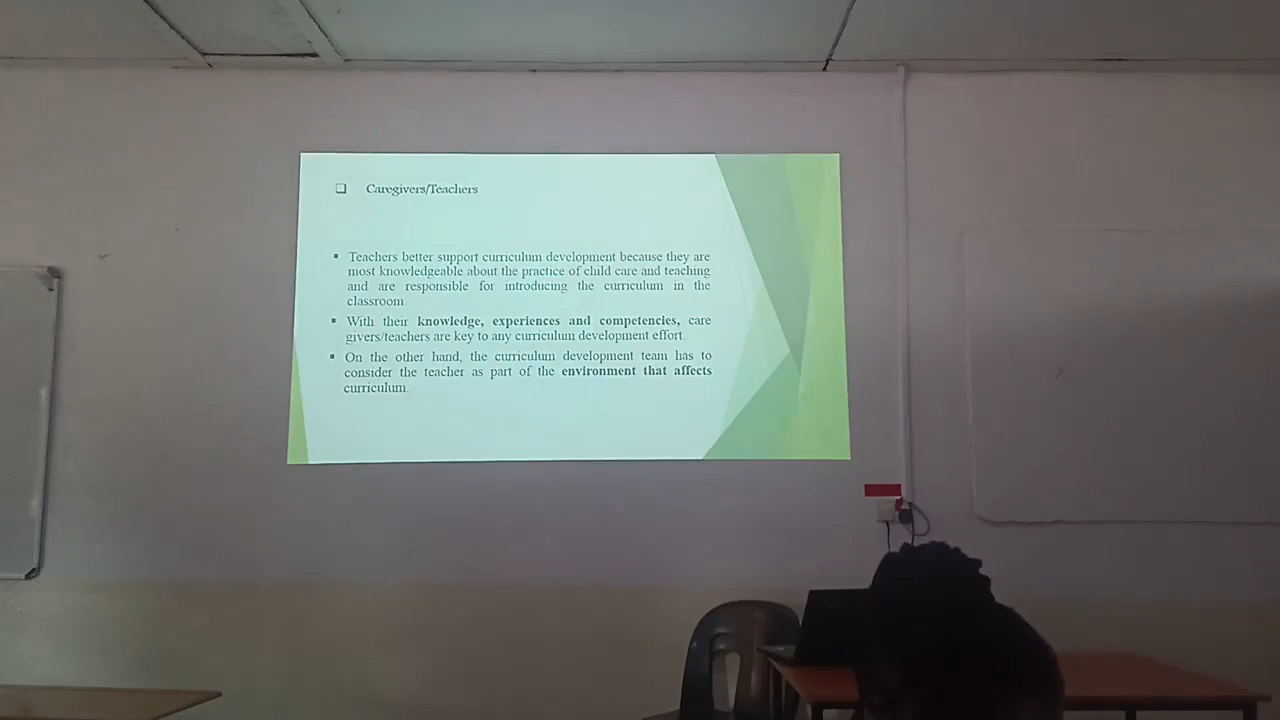 ❑ Caregivers/Teachers
▪ Teachers better support curriculum development because they are
most knowledgeable about the practice of child care and teaching
and are responsible for introducing the curriculum in the
classroom.
▪ With their knowledge, experiences and competencies, care
givers/teachers are key to any curriculum development effort.
▪ On the other hand, the curriculum development team has to
consider the teacher as part of the environment that affects
curriculum.